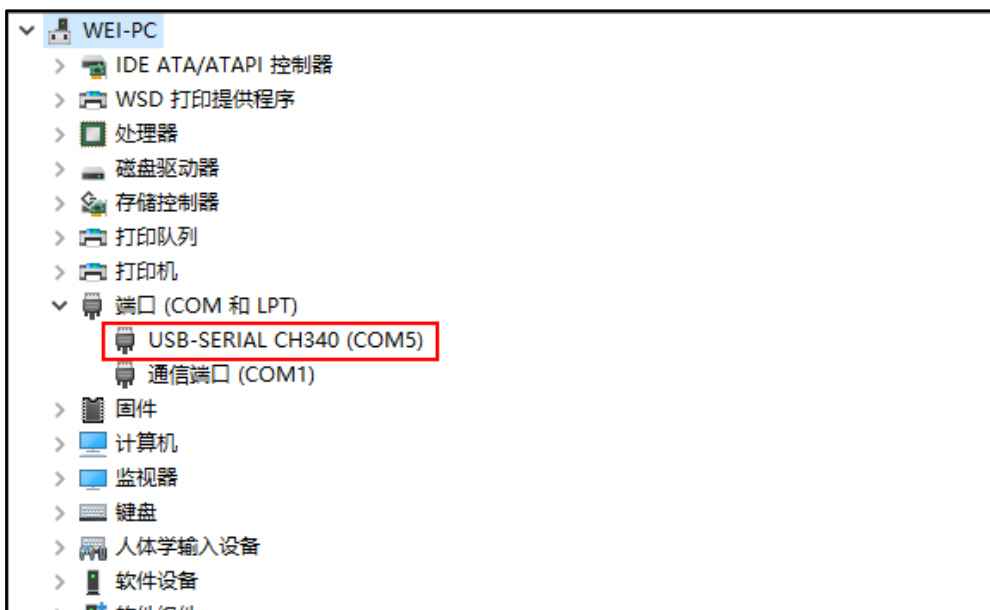 WEI-PC
IDE ATA/ATAPI 控制器
WSD 打印提供程序
处理器
磁盘驱动器
存储控制器
打印队列
打印机
端口 (COM 和 LPT)
USB-SERIAL CH340 (COM5)
通信端口 (COM1)
固件
计算机
监视器
键盘
人体学输入设备
软件设备